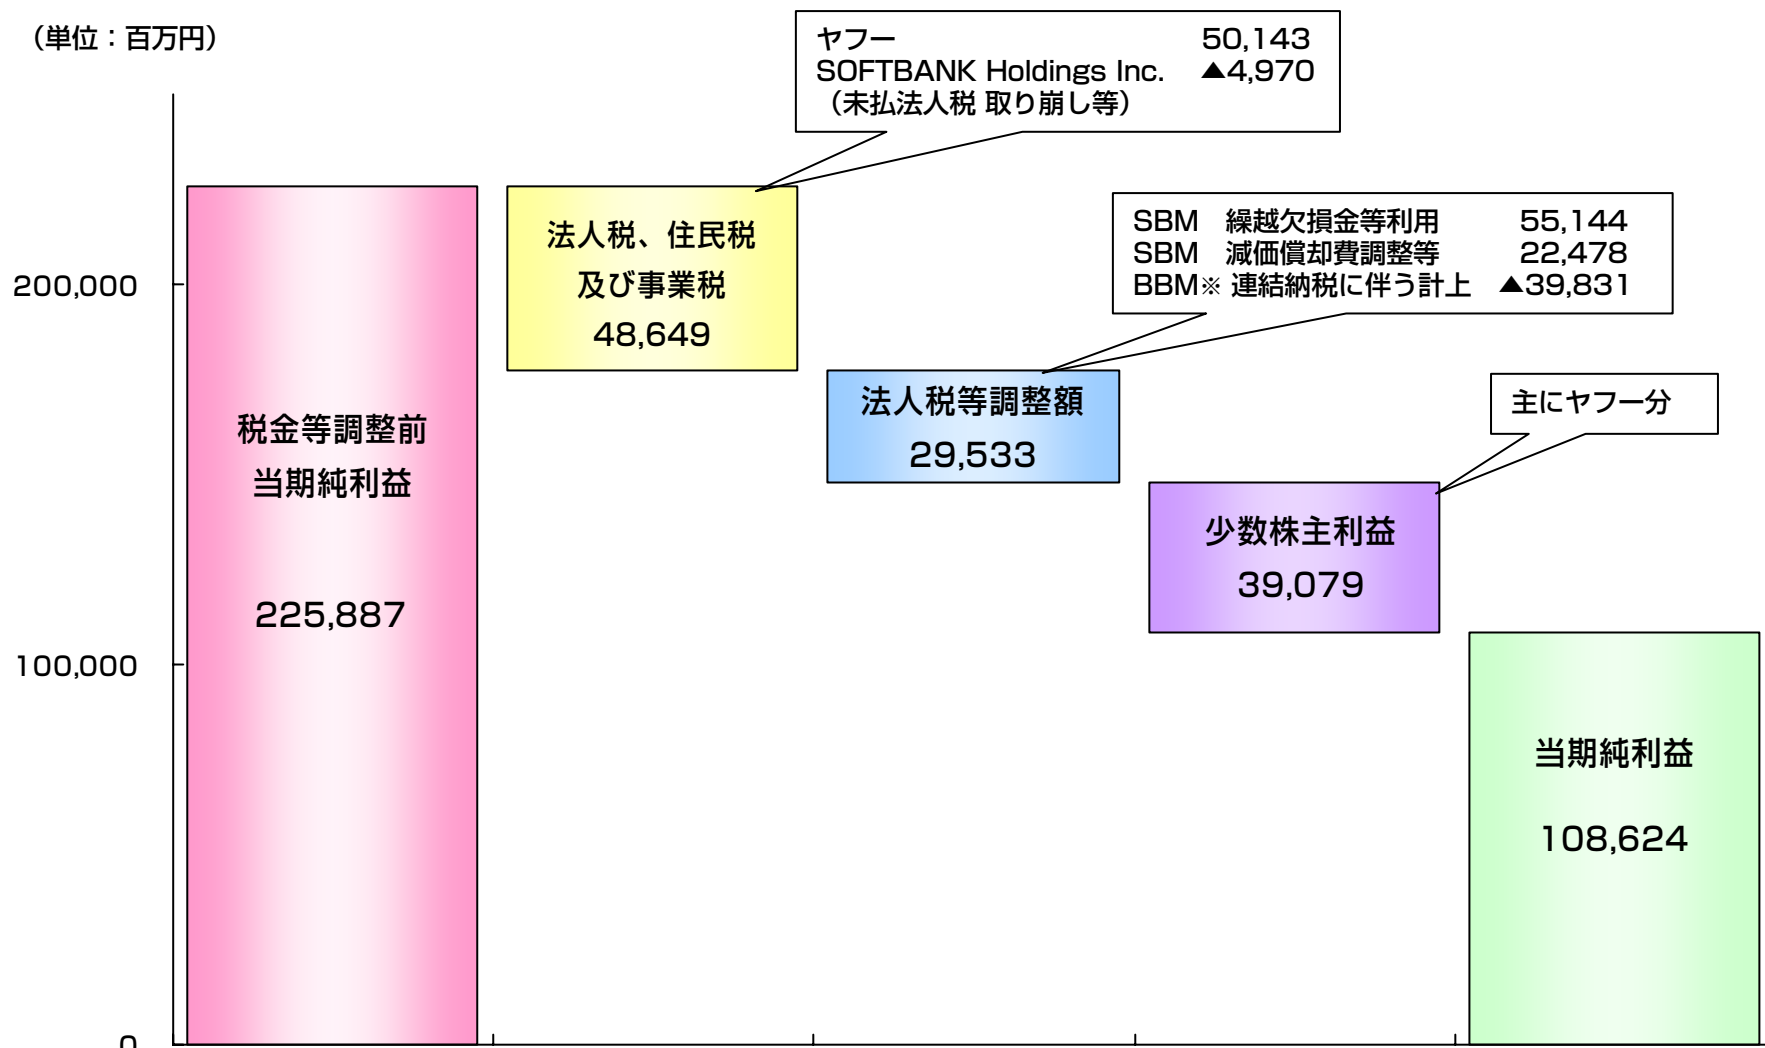 （単位：百万円）
ヤフー 50,143
SOFTBANK Holdings Inc. ▲4,970
（未払法人税 取り崩し等）
法人税、住民税
及び事業税
48,649
SBM 繰越欠損金等利用 55,144
SBM 減価償却費調整等 22,478
BBM※ 連結納税に伴う計上 ▲39,831
200,000
法人税等調整額
29,533
主にヤフー分
税金等調整前
当期純利益
225,887
少数株主利益
39,079
100,000
当期純利益
108,624
0